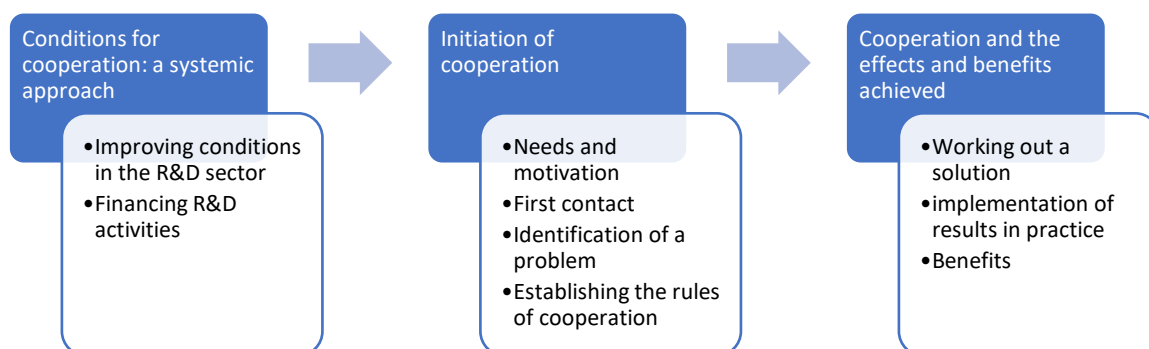 Conditions for
cooperation: a systemic
approach
•Improving conditions
in the R&D sector
•Financing R&D
activities
Initiation of
cooperation
•Needs and
motivation
•First contact
•Identification of a
problem
•Establishing the rules
of cooperation
Cooperation and the
effects and benefits
achieved
•Working out a
solution
•implementation of
results in practice
•Benefits